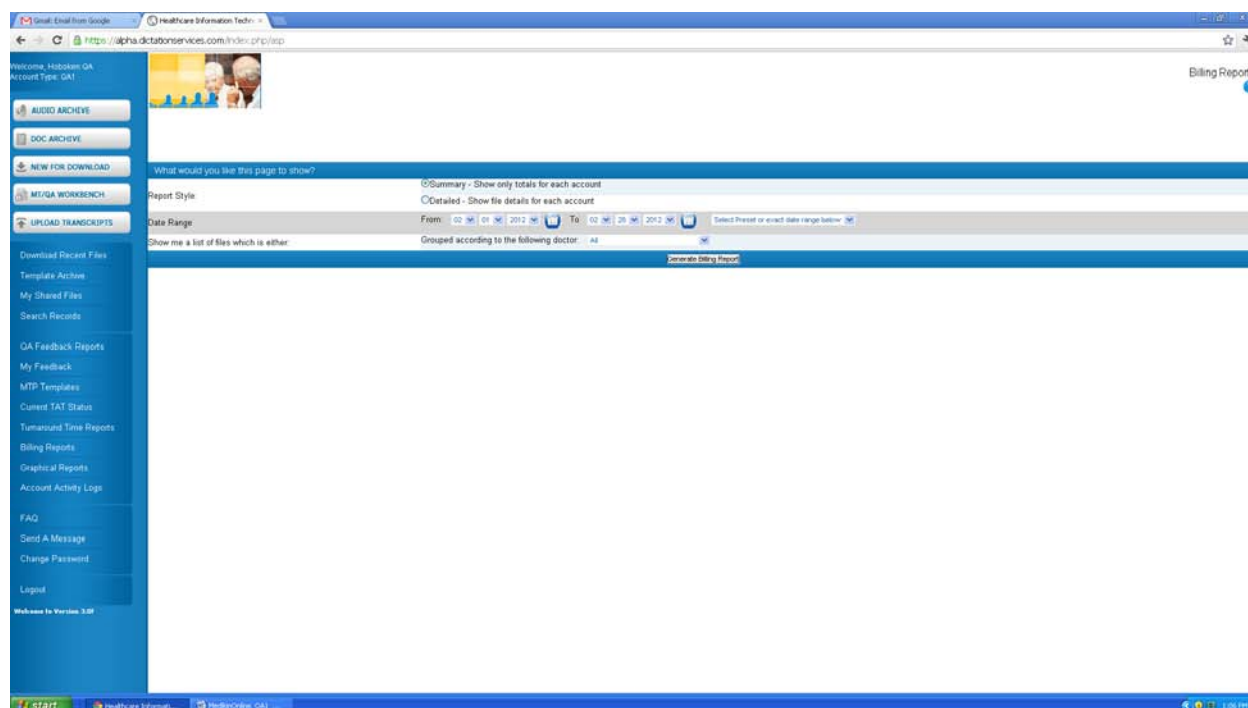 Gmail: Email from Google
Healthcare Information Techn
https://alpha.dictationservices.com/index.php/asp
Welcome, Hoboken QA
Account Type: QA1
Billing Repor
AUDIO ARCHIVE
DOC ARCHIVE
NEW FOR DOWNLOAD
MT/QA WORKBENCH
UPLOAD TRANSCRIPTS
Download Recent Files
Template Archive
My Shared Files
Search Records
QA Feedback Reports
My Feedback
MTP Templates
Current TAT Status
Turnaround Time Reports
Billing Reports
Graphical Reports
Account Activity Logs
FAQ
Send A Message
Change Password
Logout
Welcome to Version 3.0!
What would you like this page to show?
Report Style
Summary - Show only totals for each account
Detailed - Show file details for each account
Date Range
From: 02 01 2012 To 02 28 2012 Select Preset or exact date range below
Show me a list of files which is either:
Grouped according to the following doctor: All
Generate Billing Report
start
Healthcare Informati...
MedtonOnline_QA1
1:06 PM